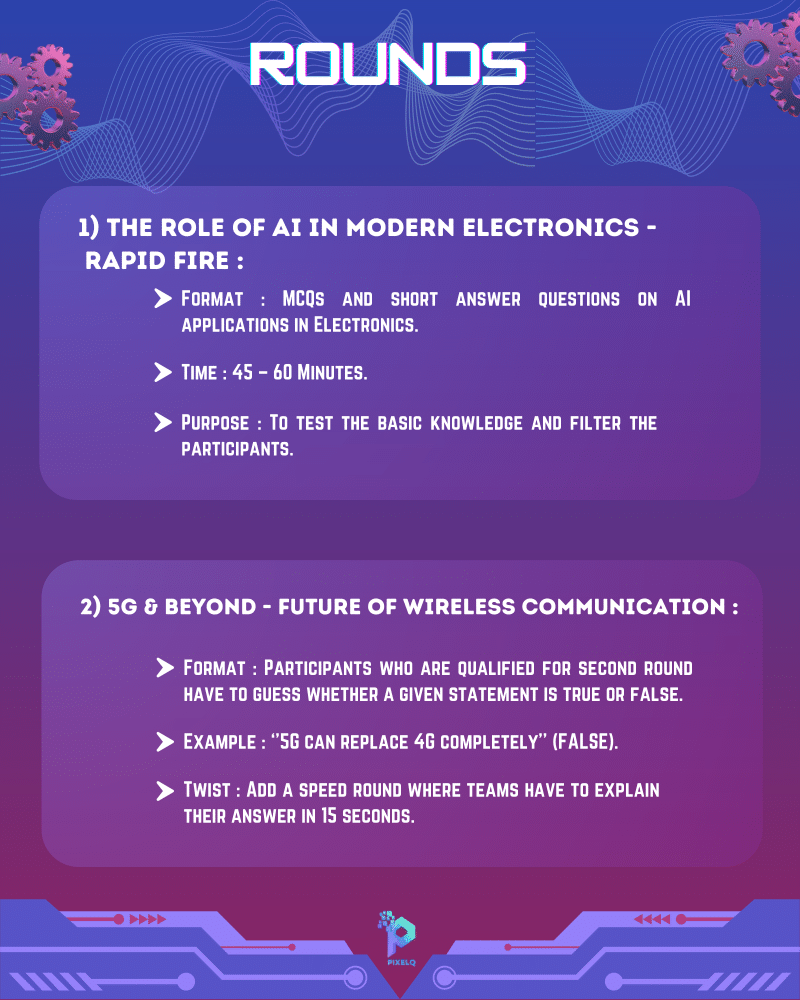 ROUNDS
1) THE ROLE OF AI IN MODERN ELECTRONICS -
RAPID FIRE :
FORMAT : MCQS AND SHORT ANSWER QUESTIONS ON AI
APPLICATIONS IN ELECTRONICS.
TIME : 45 – 60 MINUTES.
PURPOSE : TO TEST THE BASIC KNOWLEDGE AND FILTER THE
PARTICIPANTS.
2) 5G & BEYOND - FUTURE OF WIRELESS COMMUNICATION :
FORMAT : PARTICIPANTS WHO ARE QUALIFIED FOR SECOND ROUND
HAVE TO GUESS WHETHER A GIVEN STATEMENT IS TRUE OR FALSE.
EXAMPLE : ‘’5G CAN REPLACE 4G COMPLETELY’’ (FALSE).
TWIST : ADD A SPEED ROUND WHERE TEAMS HAVE TO EXPLAIN
THEIR ANSWER IN 15 SECONDS.
PIXELQ